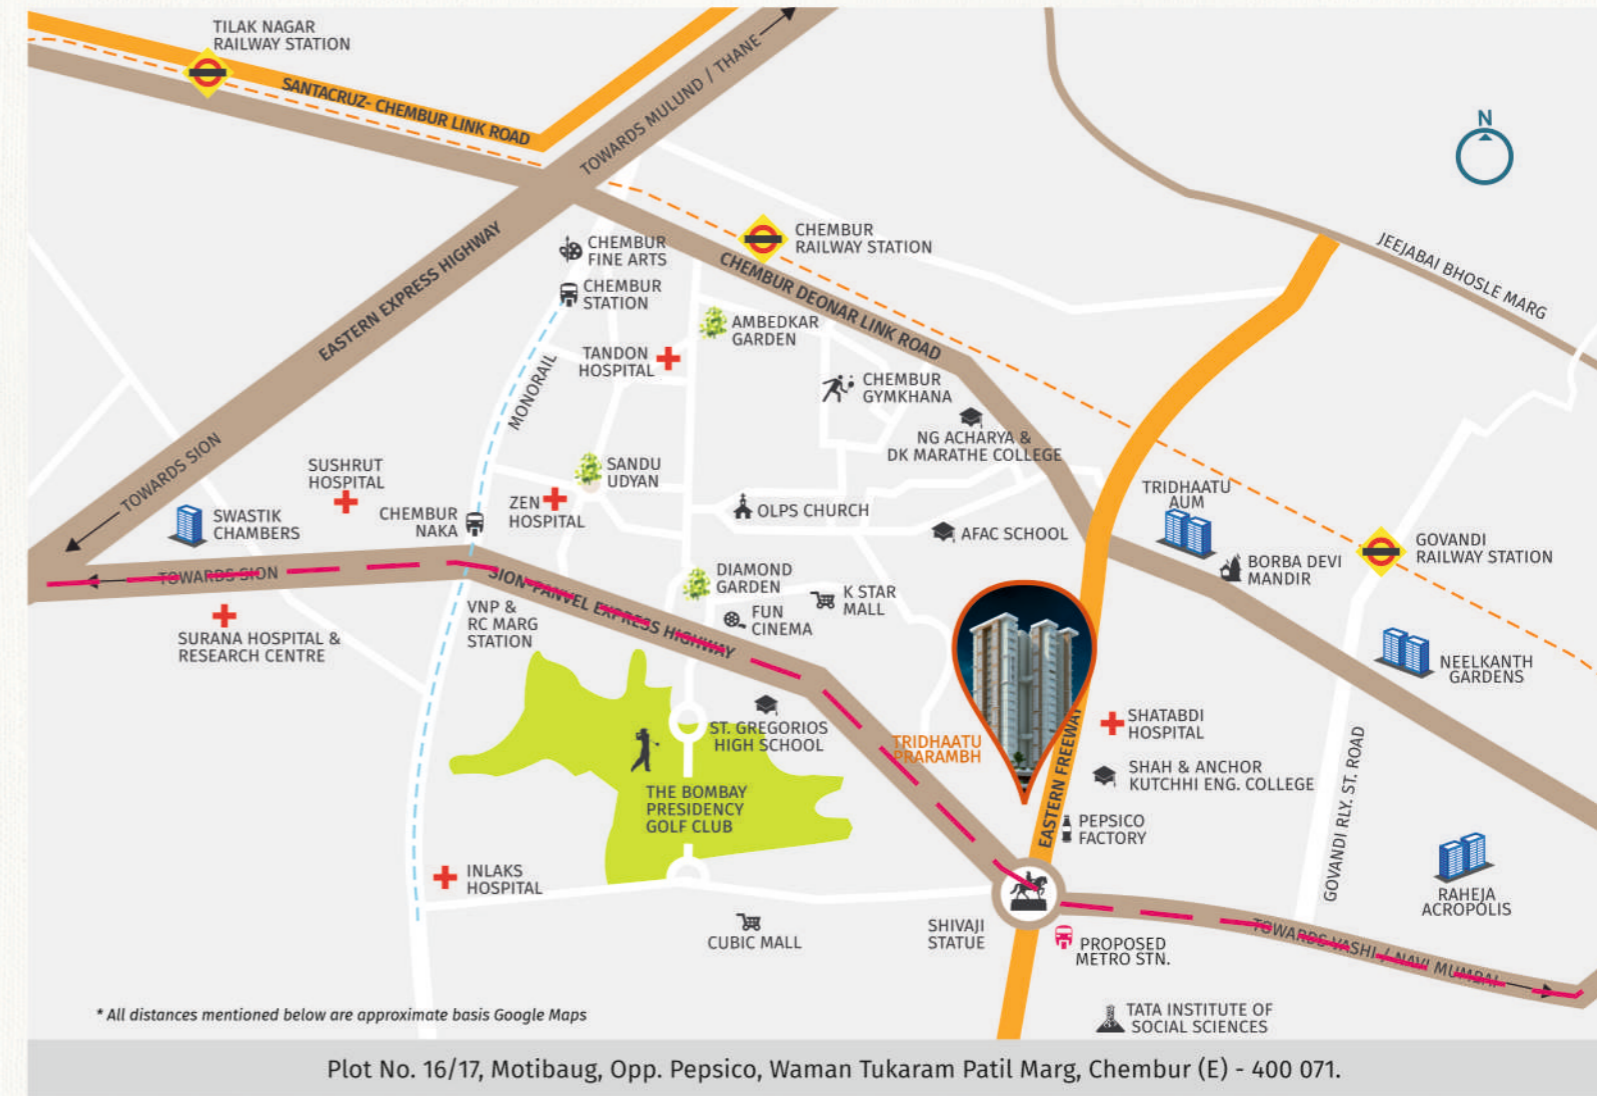 TILAK NAGAR
RAILWAY STATION
SANTACRUZ- CHEMBUR LINK ROAD
TOWARDS MULUND / THANE
N
JEEJABAI BHOSLE MARG
CHEMBUR
RAILWAY STATION
CHEMBUR
FINE ARTS
CHEMBUR
STATION
EASTERN EXPRESS HIGHWAY
CHEMBUR DEONAR LINK ROAD
AMBEDKAR
GARDEN
TANDON
HOSPITAL
MONORAIL
CHEMBUR
GYMKHANA
NG ACHARYA &
DK MARATHE COLLEGE
TOWARDS SION
SUSHRUT
HOSPITAL
SANDU
UDYAN
ZEN
HOSPITAL
CHEMBUR
NAKA
SWASTIK
CHAMBERS
OLPS CHURCH
AFAC SCHOOL
TRIDHAATU
AUM
GOVANDI
RAILWAY STATION
BORBA DEVI
MANDIR
TOWARDS SION
SION-PANVEL EXPRESS HIGHWAY
DIAMOND
GARDEN
K STAR
MALL
FUN
CINEMA
VNP &
RC MARG
STATION
SURANA HOSPITAL &
RESEARCH CENTRE
NEELKANTH
GARDENS
ST. GREGORIOS
HIGH SCHOOL
TRIDHAATU
PRARAMBH
EASTERN FREEWAY
SHATABDI
HOSPITAL
SHAH & ANCHOR
KUTCHHI ENG. COLLEGE
GOVANDI RLY. ST. ROAD
THE BOMBAY
PRESIDENCY
GOLF CLUB
PEPSICO
FACTORY
INLAKS
HOSPITAL
RAHEJA
ACROPOLIS
CUBIC MALL
SHIVAJI
STATUE
PROPOSED
METRO STN.
TOWARDS VASHI / NAVI MUMBAI
TATA INSTITUTE OF
SOCIAL SCIENCES
* All distances mentioned below are approximate basis Google Maps
Plot No. 16/17, Motibaug, Opp. Pepsico, Waman Tukaram Patil Marg, Chembur (E) - 400 071.